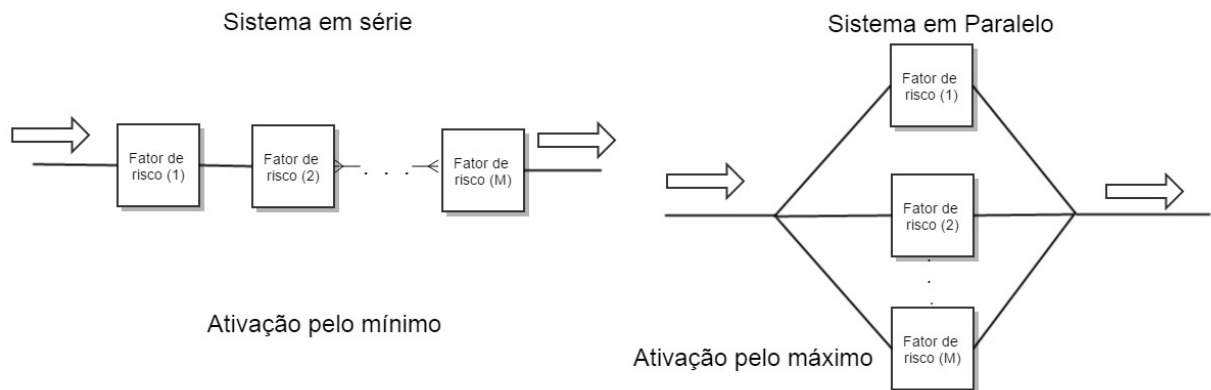 Sistema em série
Fator de
risco (1)
Fator de
risco (2)
. . .
Fator de
risco (M)
Ativação pelo mínimo
Sistema em Paralelo
Fator de
risco (1)
Fator de
risco (2)
.
.
.
Fator de
risco (M)
Ativação pelo máximo